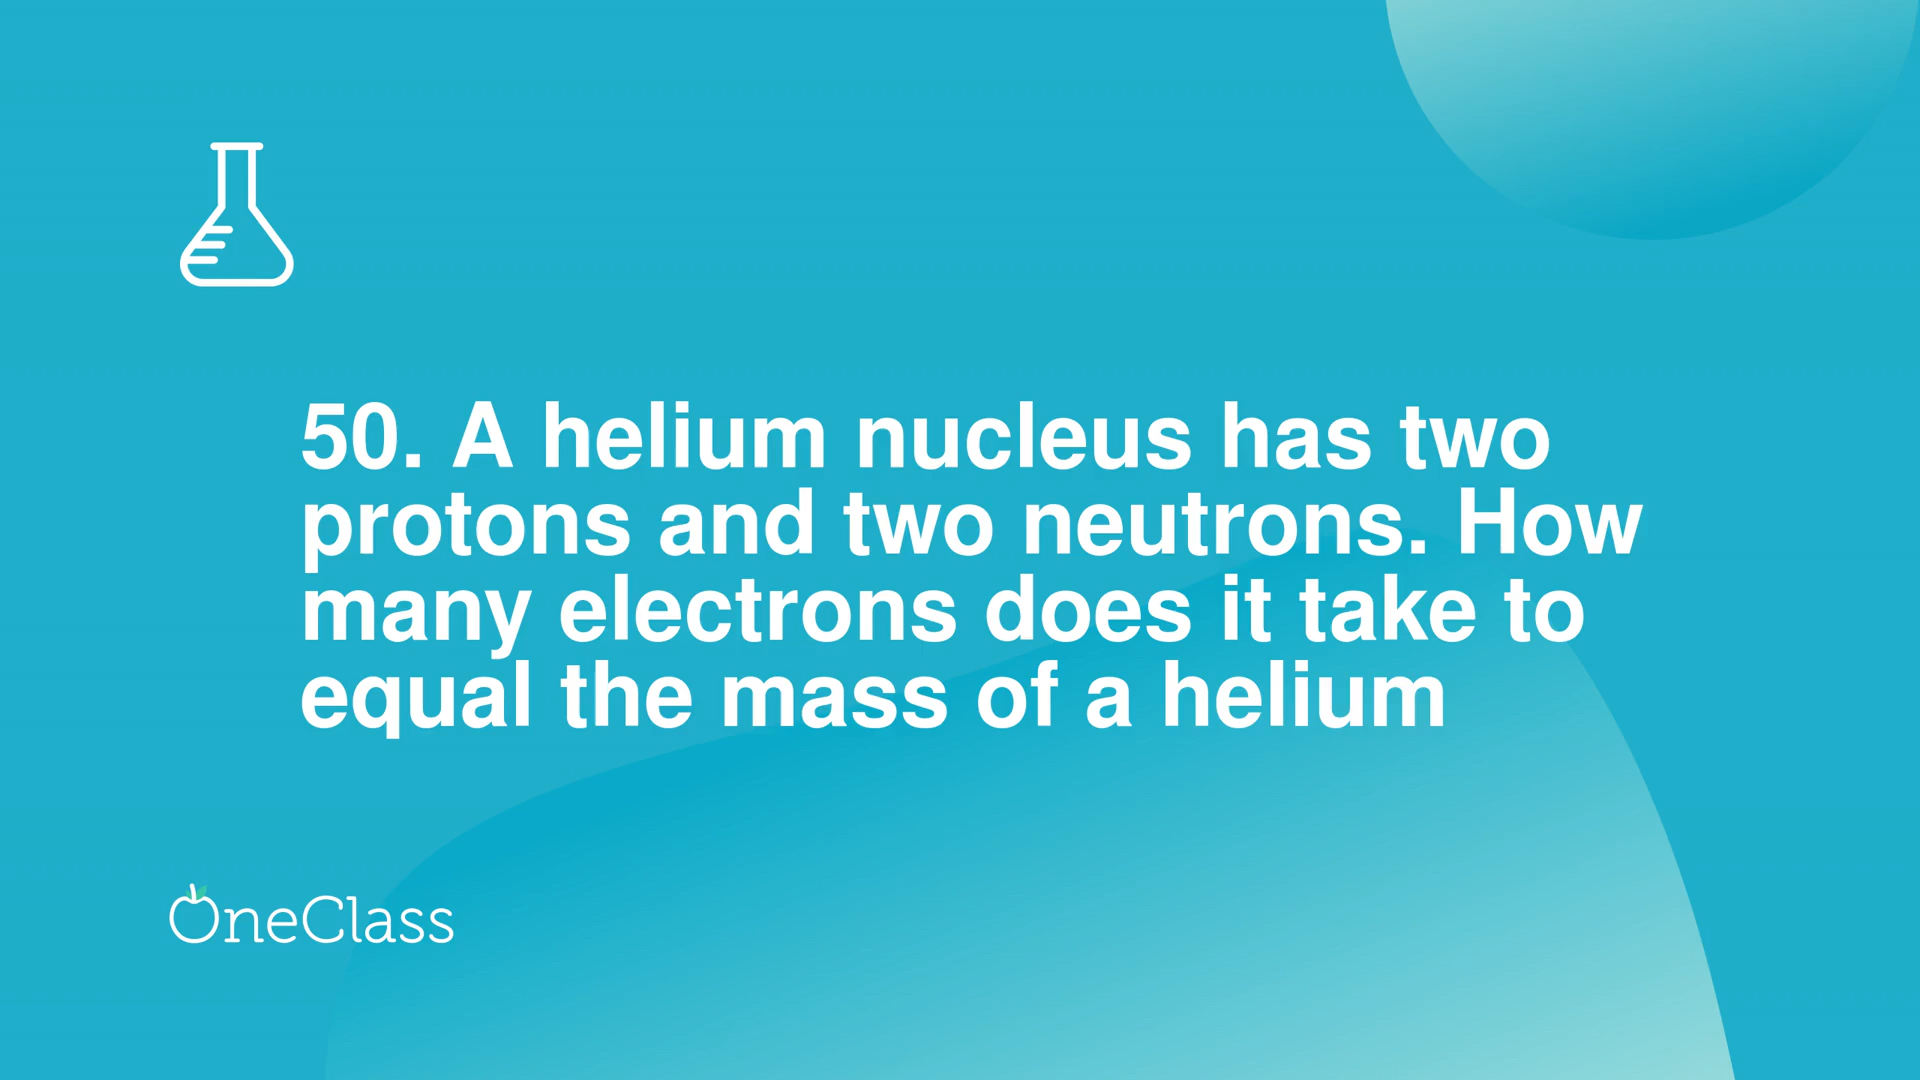 50. A helium nucleus has two
protons and two neutrons. How
many electrons does it take to
equal the mass of a helium
OneClass